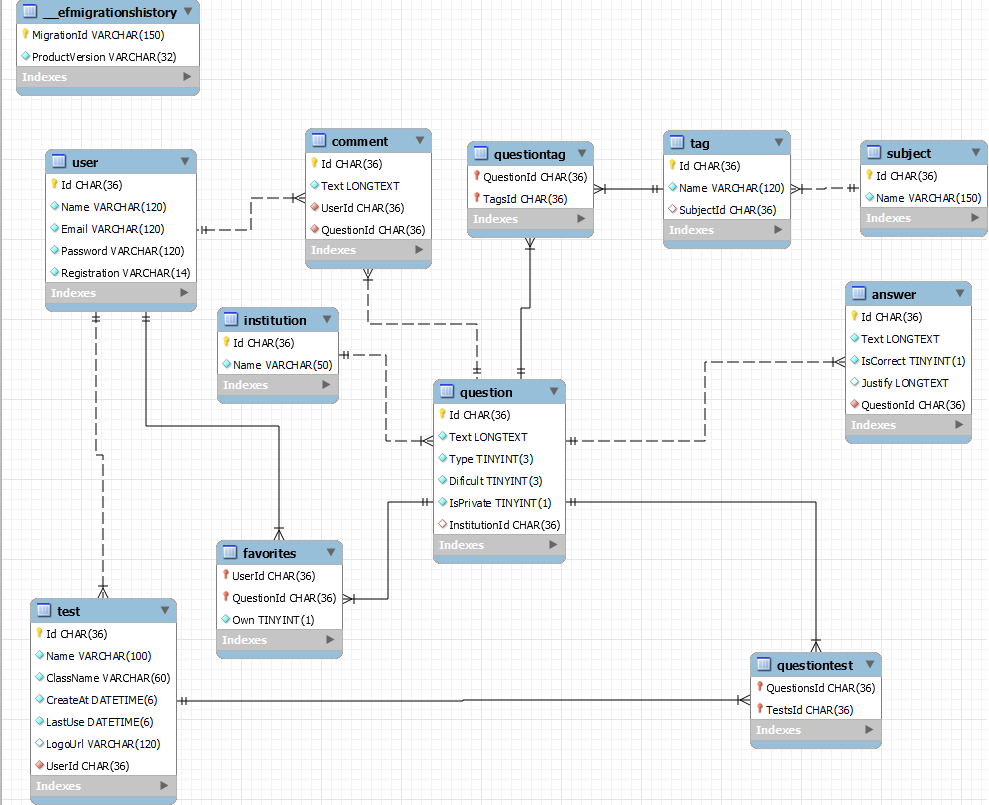 __efmigrationshistory
MigrationId VARCHAR(150)
ProductVersion VARCHAR(32)
Indexes
user
Id CHAR(36)
Name VARCHAR(120)
Email VARCHAR(120)
Password VARCHAR(120)
Registration VARCHAR(14)
Indexes
comment
Id CHAR(36)
Text LONGTEXT
UserId CHAR(36)
QuestionId CHAR(36)
Indexes
questiontag
QuestionId CHAR(36)
TagsId CHAR(36)
Indexes
tag
Id CHAR(36)
Name VARCHAR(120)
SubjectId CHAR(36)
Indexes
subject
Id CHAR(36)
Name VARCHAR(150)
Indexes
institution
Id CHAR(36)
Name VARCHAR(50)
Indexes
question
Id CHAR(36)
Text LONGTEXT
Type TINYINT(3)
Dificult TINYINT(3)
IsPrivate TINYINT(1)
InstitutionId CHAR(36)
Indexes
answer
Id CHAR(36)
Text LONGTEXT
IsCorrect TINYINT(1)
Justify LONGTEXT
QuestionId CHAR(36)
Indexes
favorites
UserId CHAR(36)
QuestionId CHAR(36)
Own TINYINT(1)
Indexes
test
Id CHAR(36)
Name VARCHAR(100)
ClassName VARCHAR(60)
CreateAt DATETIME(6)
LastUse DATETIME(6)
LogoUrl VARCHAR(120)
UserId CHAR(36)
Indexes
questiontest
QuestionsId CHAR(36)
TestsId CHAR(36)
Indexes